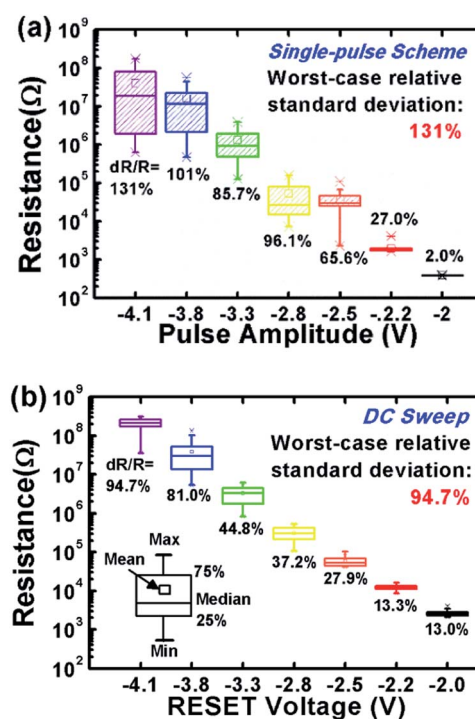 (a)
Single-pulse Scheme
Worst-case relative
standard deviation:
131%
Resistance(Ω)
10⁹
10⁸
10⁷
10⁶
10⁵
10⁴
10³
10²
dR/R=
131%
101%
85.7%
96.1%
65.6%
27.0%
2.0%
-4.1 -3.8 -3.3 -2.8 -2.5 -2.2 -2
Pulse Amplitude (V)
(b)
DC Sweep
Worst-case relative
standard deviation:
94.7%
Resistance(Ω)
10⁹
10⁸
10⁷
10⁶
10⁵
10⁴
10³
10²
dR/R=
94.7%
81.0%
44.8%
37.2%
27.9%
13.3%
13.0%
Max
Mean
75%
Median
25%
Min
-4.1 -3.8 -3.3 -2.8 -2.5 -2.2 -2.0
RESET Voltage (V)